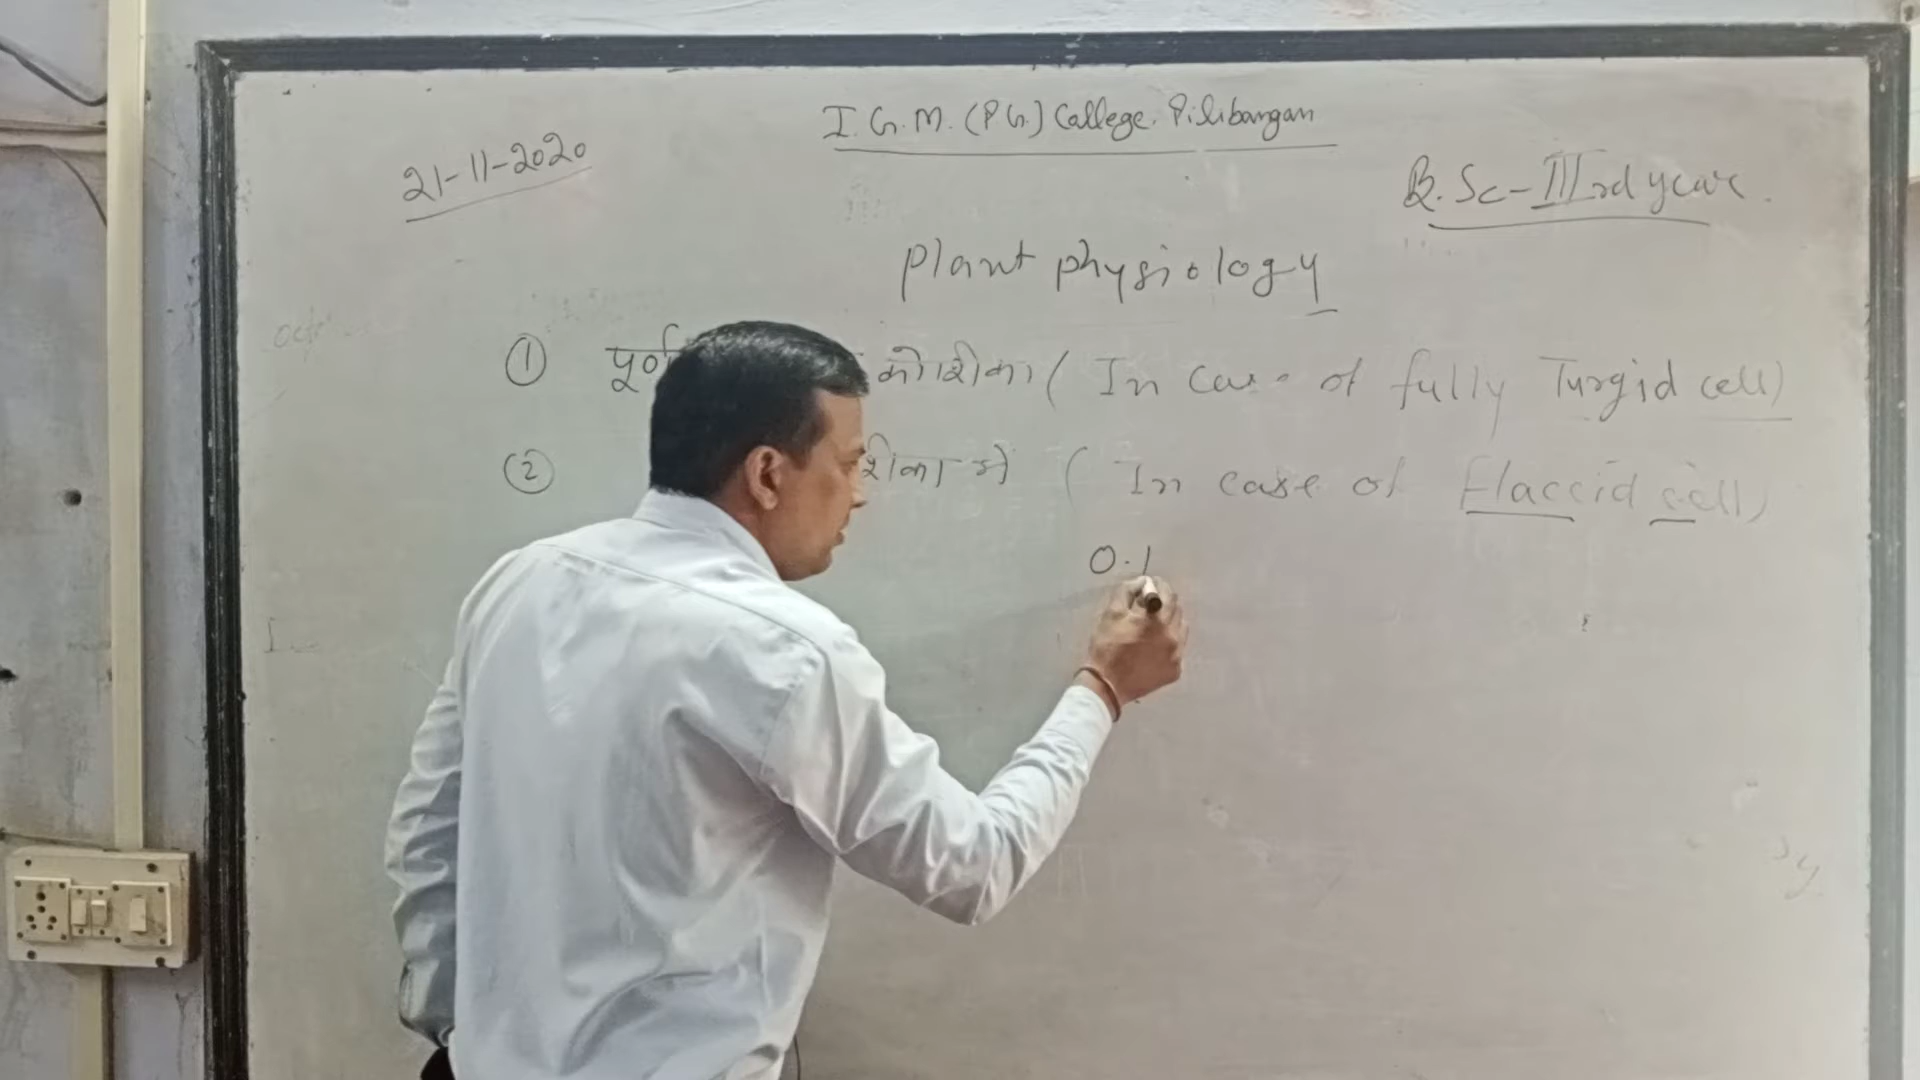 I.G.M. (P.G.) College. Pilibangan
21-11-2020
B.Sc-IIIrd year.
Plant physiology
① कोशिका ( In case of fully Turgid cell)
② ( In case of Flaccid cell)
0.1